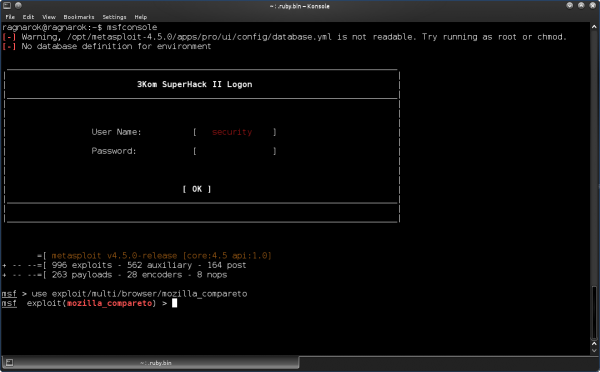 ~ : .ruby.bin – Konsole
File Edit View Bookmarks Settings Help
ragnarok@ragnarok:~$ msfconsole
[-] Warning, /opt/metasploit-4.5.0/apps/pro/ui/config/database.yml is not readable. Try running as root or chmod.
[-] No database definition for environment
3Kom SuperHack II Logon
User Name: [ security ]
Password: [ ]
[ OK ]
=[ metasploit v4.5.0-release [core:4.5 api:1.0]
+ -- --=[ 996 exploits - 562 auxiliary - 164 post
+ -- --=[ 263 payloads - 28 encoders - 8 nops
msf > use exploit/multi/browser/mozilla_compareto
msf exploit(mozilla_compareto) >
~ : .ruby.bin